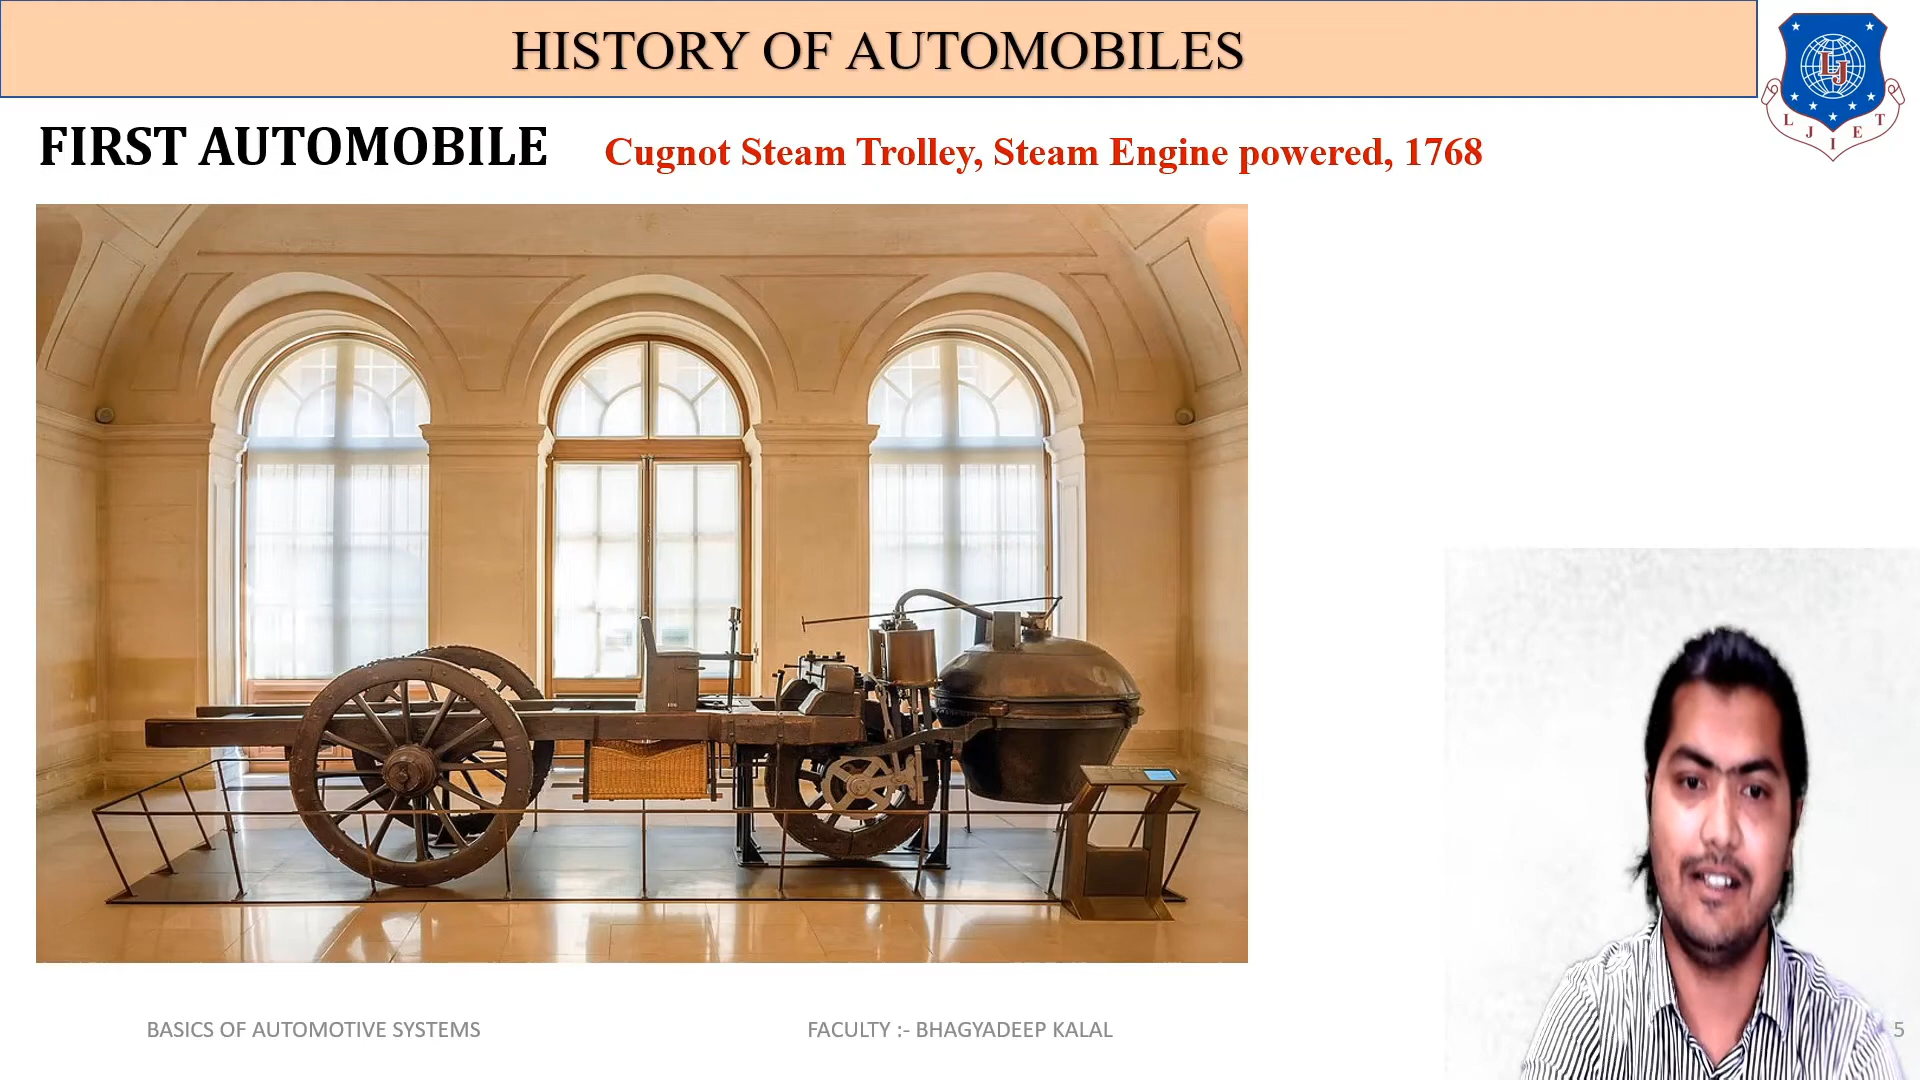 HISTORY OF AUTOMOBILES
LJ
L J I E T
FIRST AUTOMOBILE
Cugnot Steam Trolley, Steam Engine powered, 1768
BASICS OF AUTOMOTIVE SYSTEMS
FACULTY :- BHAGYADEEP KALAL
5